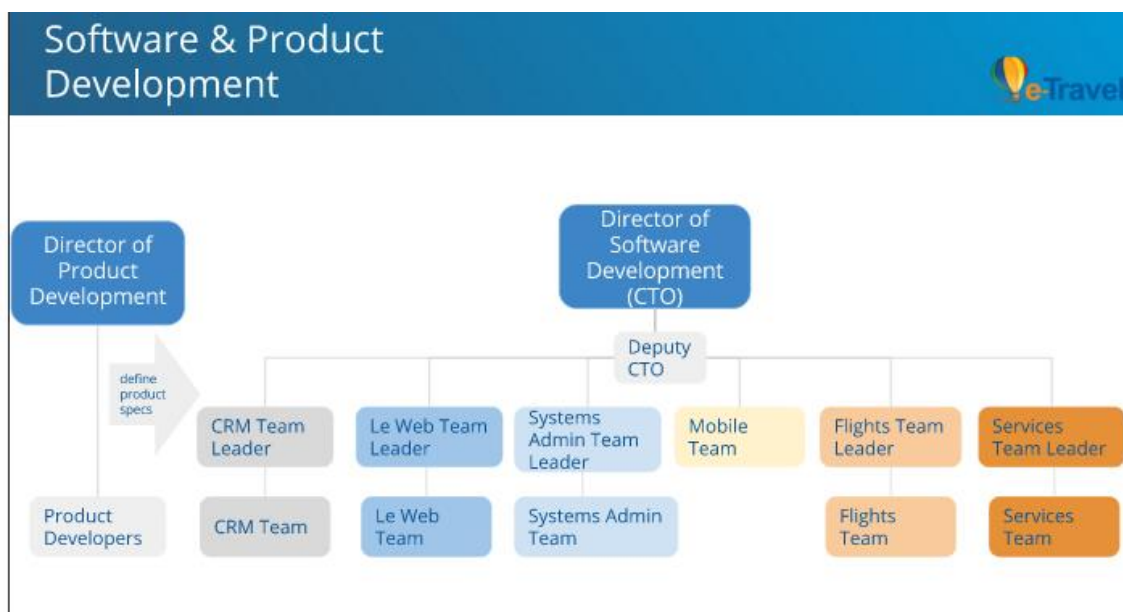 Software & Product
Development
e-Travel
Director of
Product
Development
Director of
Software
Development
(CTO)
Deputy
CTO
define
product
specs
CRM Team
Leader
Le Web Team
Leader
Systems
Admin Team
Leader
Mobile
Team
Flights Team
Leader
Services
Team Leader
Product
Developers
CRM Team
Le Web
Team
Systems Admin
Team
Flights
Team
Services
Team